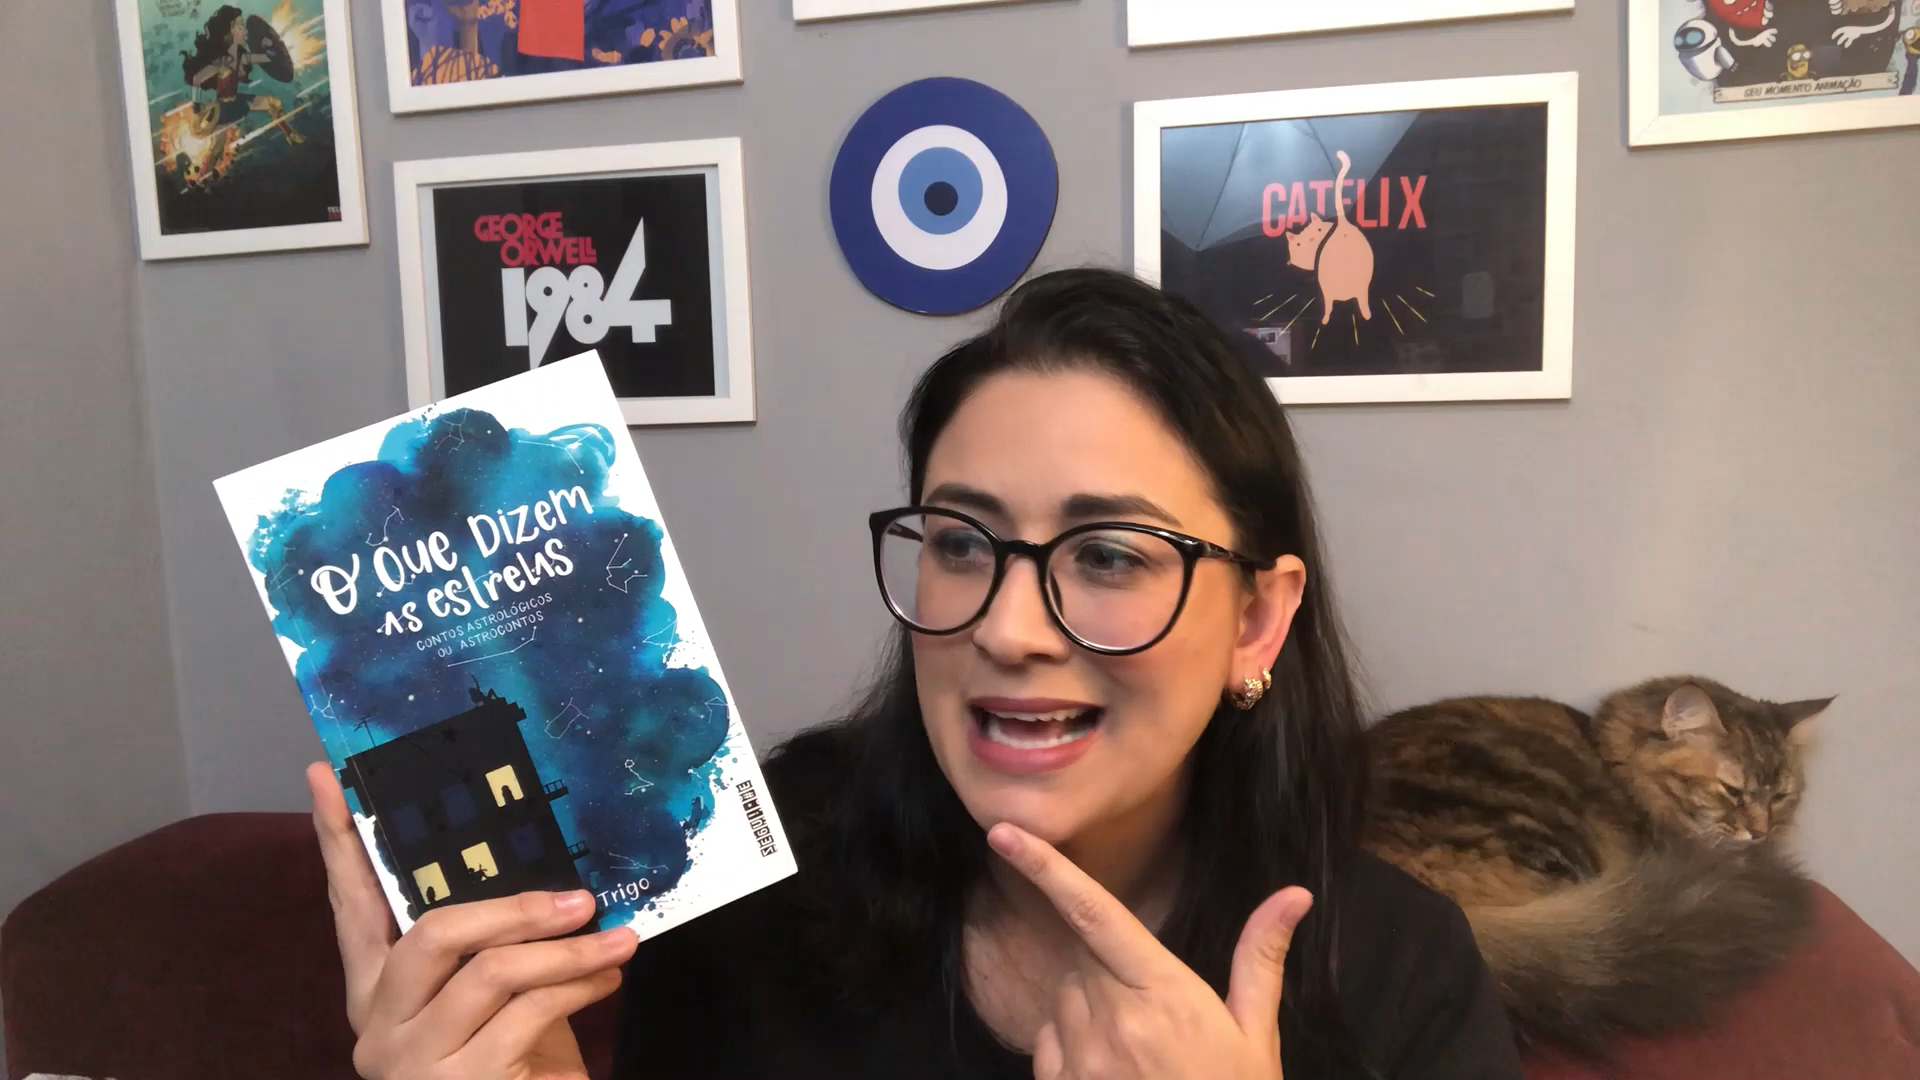 SEU MOMENTO ANIMAÇÃO
GEORGE
ORWELL
1984
CATFLIX
O QUE DIZEM
AS ESTRELAS
CONTOS ASTROLÓGICOS
OU ASTROCONTOS
Trigo